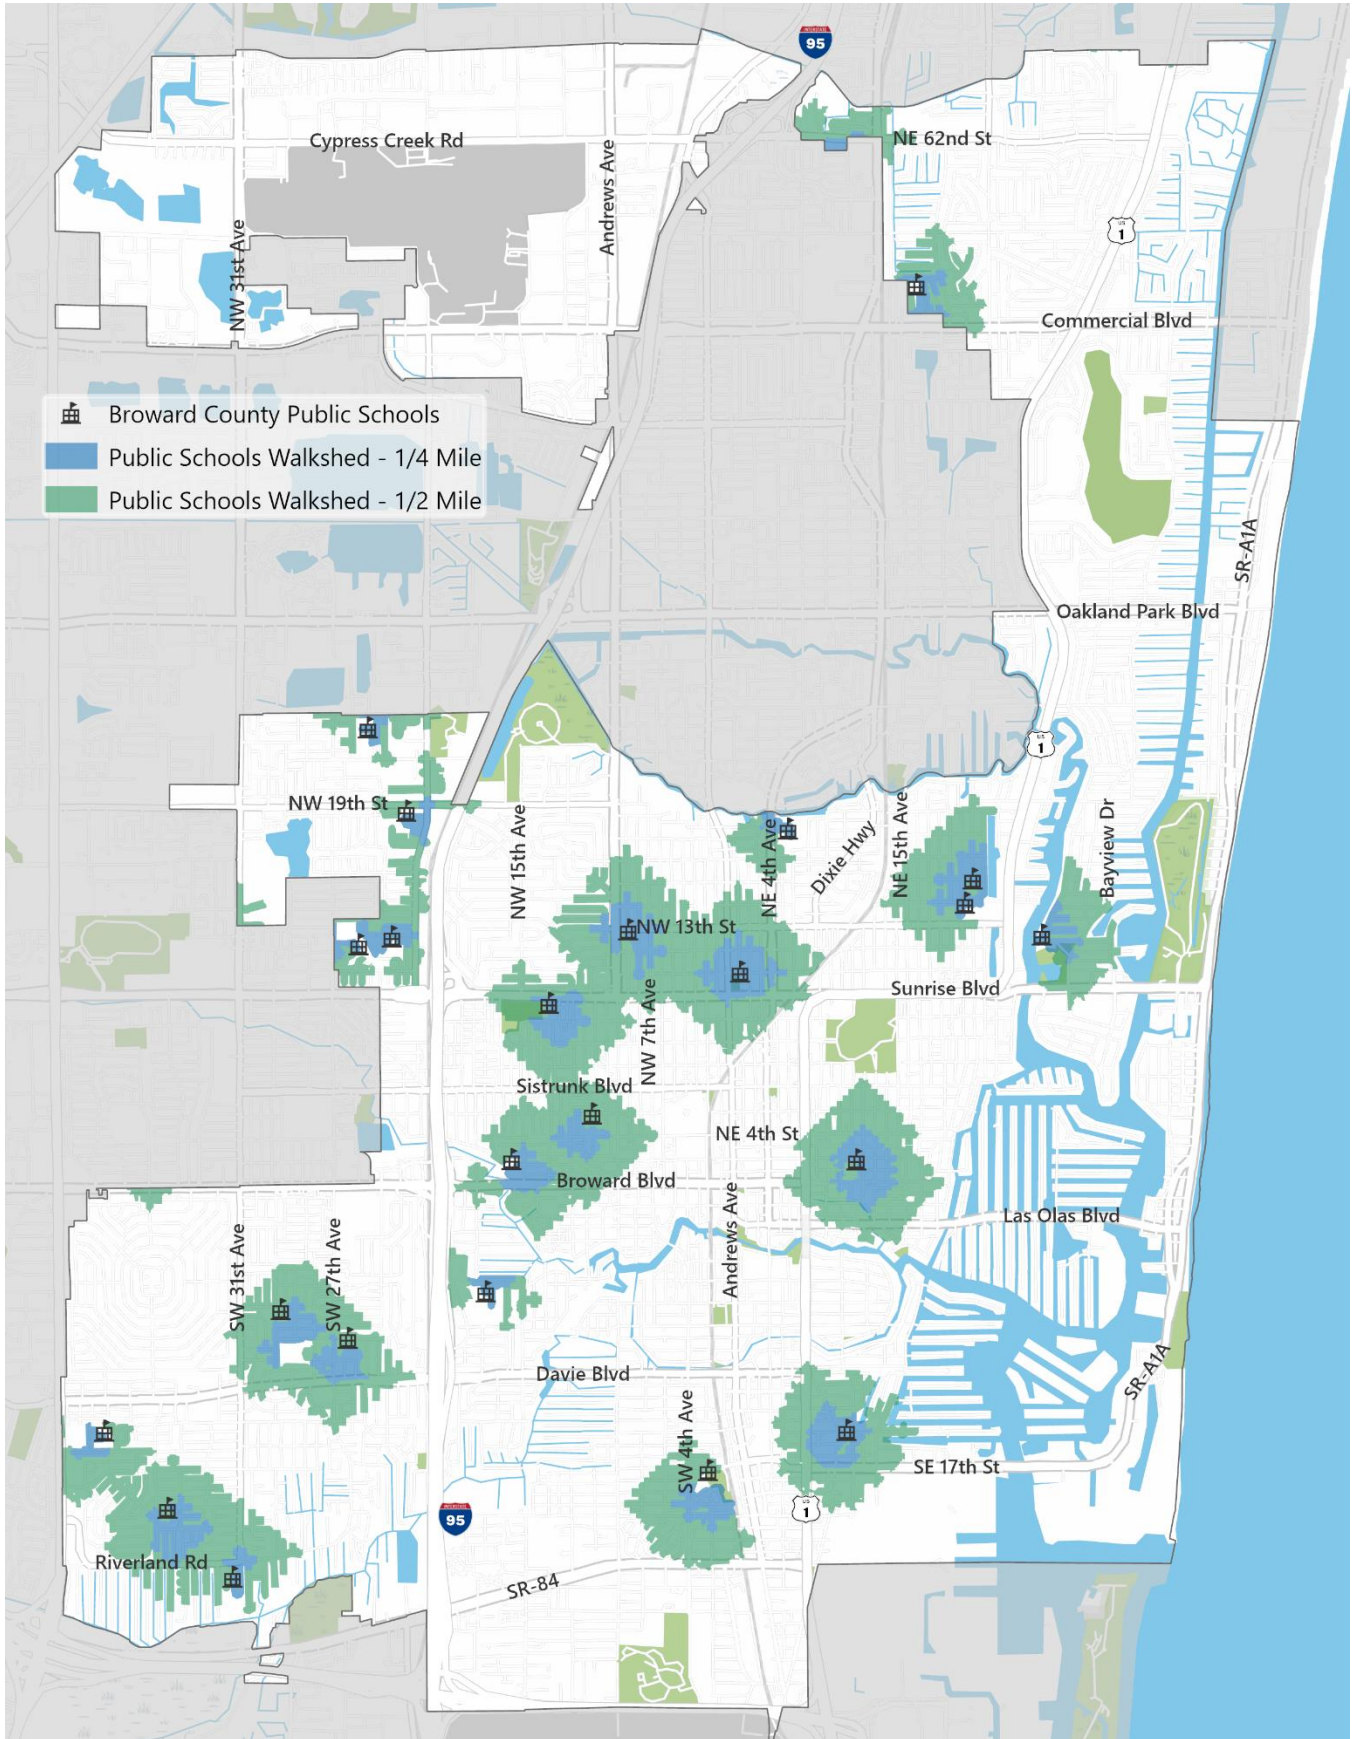 INTERSTATE
95
Cypress Creek Rd
NE 62nd St
Andrews Ave
NW 31st Ave
US
1
Commercial Blvd
Broward County Public Schools
Public Schools Walkshed - 1/4 Mile
Public Schools Walkshed - 1/2 Mile
SR-A1A
Oakland Park Blvd
US
1
NW 19th St
NW 15th Ave
NE 4th Ave
Dixie Hwy
NE 15th Ave
Bayview Dr
NW 13th St
Sunrise Blvd
NW 7th Ave
Sistrunk Blvd
NE 4th St
Broward Blvd
Andrews Ave
Las Olas Blvd
SW 31st Ave
SW 27th Ave
Davie Blvd
SR-A1A
SW 4th Ave
SE 17th St
INTERSTATE
95
US
1
Riverland Rd
SR-84